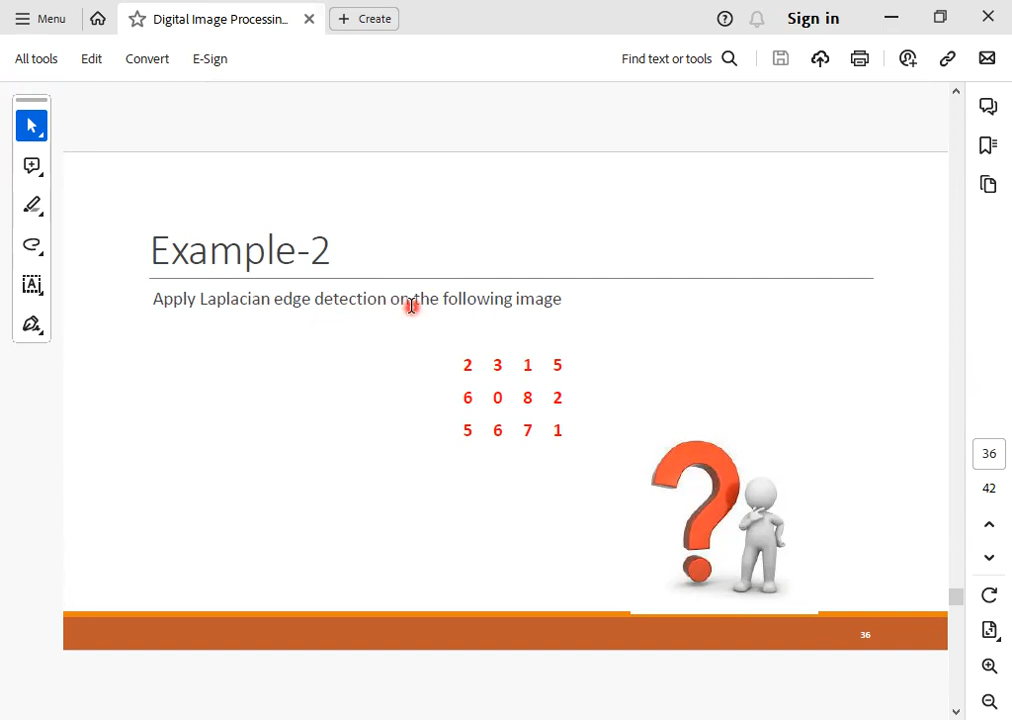 Menu
Digital Image Processin...
Create
Sign in
All tools
Edit
Convert
E-Sign
Find text or tools
Example-2
Apply Laplacian edge detection on the following image
2 3 1 5
6 0 8 2
5 6 7 1
36
36
42